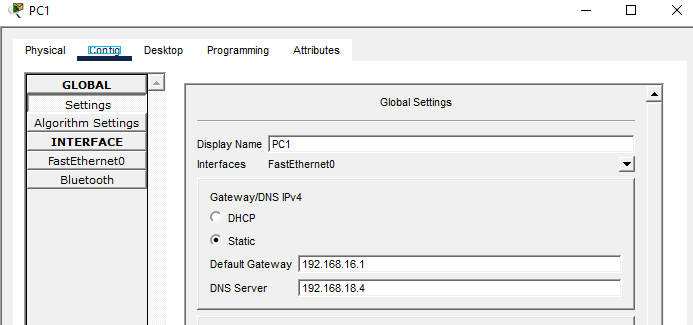 PC1
Physical Config Desktop Programming Attributes
GLOBAL
Settings
Algorithm Settings
INTERFACE
FastEthernet0
Bluetooth
Global Settings
Display Name PC1
Interfaces FastEthernet0
Gateway/DNS IPv4
DHCP
Static
Default Gateway 192.168.16.1
DNS Server 192.168.18.4